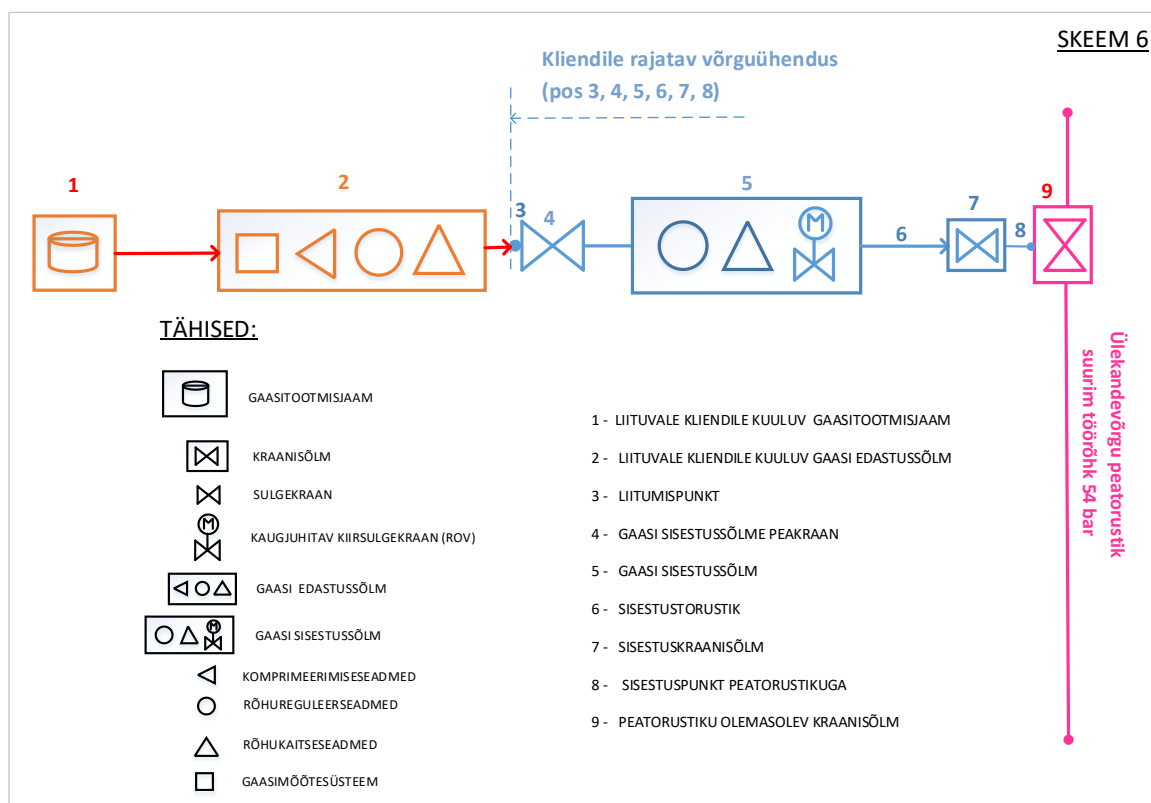 SKEEM 6
Kliendile rajatav võrguühendus
(pos 3, 4, 5, 6, 7, 8)
1
2
3
4
5
6
7
8
9
M
Ülekandevõrgu peatorustik
suurim töörõhk 54 bar
TÄHISED:
GAASITOOTMISJAAM
KRAANISÕLM
SULGEKRAAN
M
KAUGJUHITAV KIIRSULGEKRAAN (ROV)
GAASI EDASTUSSÕLM
M
GAASI SISESTUSSÕLM
KOMPRIMEERIMISESEADMED
RÕHUREGULEERSEADMED
RÕHUKAITSESEADMED
GAASIMÕÕTESÜSTEEM
1 - LIITUVALE KLIENDILE KUULUV GAASITOOTMISJAAM
2 - LIITUVALE KLIENDILE KUULUV GAASI EDASTUSSÕLM
3 - LIITUMISPUNKT
4 - GAASI SISESTUSSÕLME PEAKRAAN
5 - GAASI SISESTUSSÕLM
6 - SISESTUSTORUSTIK
7 - SISESTUSKRAANISÕLM
8 - SISESTUSPUNKT PEATORUSTIKUGA
9 - PEATORUSTIKU OLEMASOLEV KRAANISÕLM